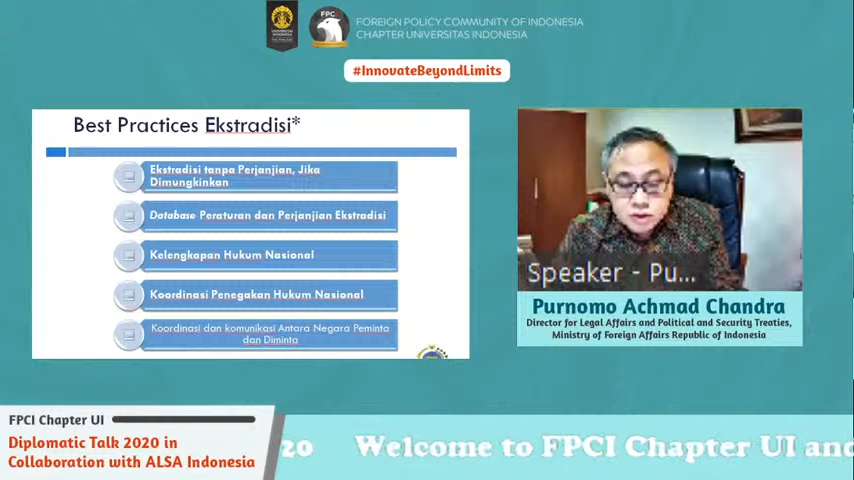 FOREIGN POLICY COMMUNITY OF INDONESIA
CHAPTER UNIVERSITAS INDONESIA
FPC
#InnovateBeyondLimits
Best Practices Ekstradisi*
Ekstradisi tanpa Perjanjian, Jika
Dimungkinkan
Database Peraturan dan Perjanjian Ekstradisi
Kelengkapan Hukum Nasional
Koordinasi Penegakan Hukum Nasional
Koordinasi dan komunikasi Antara Negara Peminta
dan Diminta
Speaker - Pu...
Purnomo Achmad Chandra
Director for Legal Affairs and Political and Security Treaties,
Ministry of Foreign Affairs Republic of Indonesia
FPCI Chapter UI
Diplomatic Talk 2020 in
Collaboration with ALSA Indonesia
20 Welcome to FPCI Chapter UI and